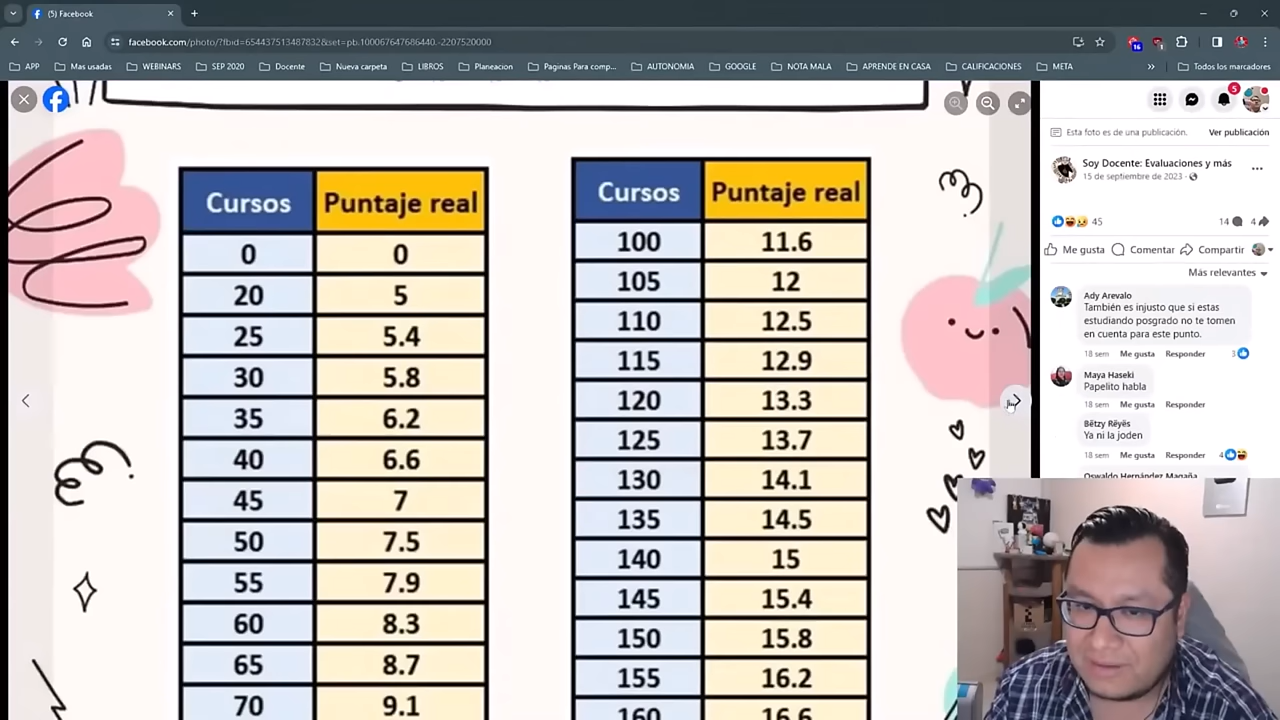 (5) Facebook
facebook.com/photo/?fbid=654437513487832&set=pb.100067647686440.-2207520000
APP
Mas usadas
WEBINARS
SEP 2020
Docente
Nueva carpeta
LIBROS
Planeacion
Paginas Para comp...
AUTONOMIA
GOOGLE
NOTA MALA
APRENDE EN CASA
CALIFICACIONES
META
»
Todos los marcadores
16
1
5
Cursos Puntaje real
0 0
20 5
25 5.4
30 5.8
35 6.2
40 6.6
45 7
50 7.5
55 7.9
60 8.3
65 8.7
70 9.1
Cursos Puntaje real
100 11.6
105 12
110 12.5
115 12.9
120 13.3
125 13.7
130 14.1
135 14.5
140 15
145 15.4
150 15.8
155 16.2
160 16.6
Esta foto es de una publicación. Ver publicación
Soy Docente: Evaluaciones y más
15 de septiembre de 2023 ·
45 14 4
Me gusta Comentar Compartir
Más relevantes
Ady Arevalo
También es injusto que si estas
estudiando posgrado no te tomen
en cuenta para este punto.
18 sem Me gusta Responder 3
Maya Haseki
Papelito habla
18 sem Me gusta Responder
Bëtzy Rëyës
Ya ni la joden
18 sem Me gusta Responder 4
Oswaldo Hernández Magaña